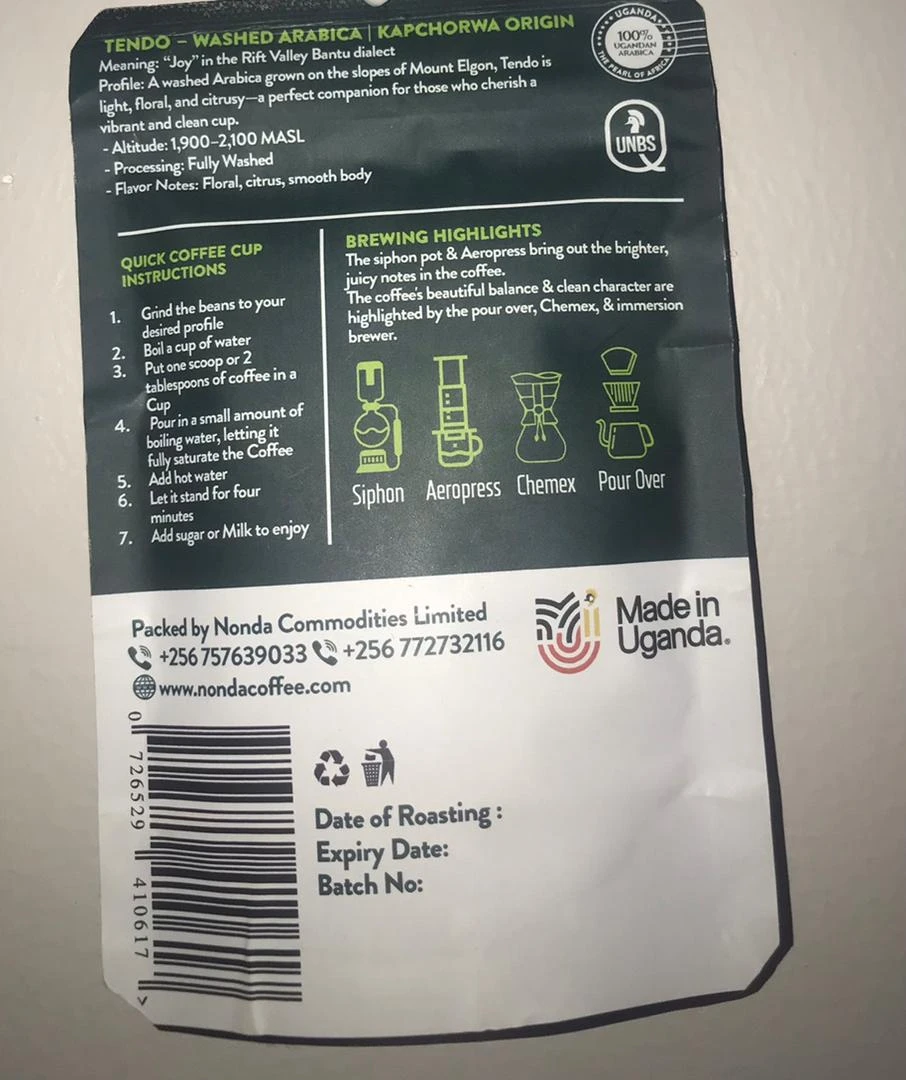 TENDO – WASHED ARABICA | KAPCHORWA ORIGIN
Meaning: “Joy” in the Rift Valley Bantu dialect
Profile: A washed Arabica grown on the slopes of Mount Elgon, Tendo is
light, floral, and citrusy—a perfect companion for those who cherish a
vibrant and clean cup.
- Altitude: 1,900–2,100 MASL
- Processing: Fully Washed
- Flavor Notes: Floral, citrus, smooth body
UGANDA
100%
UGANDAN
ARABICA
THE PEARL OF AFRICA
UNBS
QUICK COFFEE CUP
INSTRUCTIONS
1. Grind the beans to your
desired profile
2. Boil a cup of water
3. Put one scoop or 2
tablespoons of coffee in a
Cup
4. Pour in a small amount of
boiling water, letting it
fully saturate the Coffee
5. Add hot water
6. Let it stand for four
minutes
7. Add sugar or Milk to enjoy
BREWING HIGHLIGHTS
The siphon pot & Aeropress bring out the brighter,
juicy notes in the coffee.
The coffee's beautiful balance & clean character are
highlighted by the pour over, Chemex, & immersion
brewer.
Siphon Aeropress Chemex Pour Over
Packed by Nonda Commodities Limited
+256 757639033 +256 772732116
www.nondacoffee.com
Made in
Uganda.
0 726529 410617 >
Date of Roasting :
Expiry Date:
Batch No: